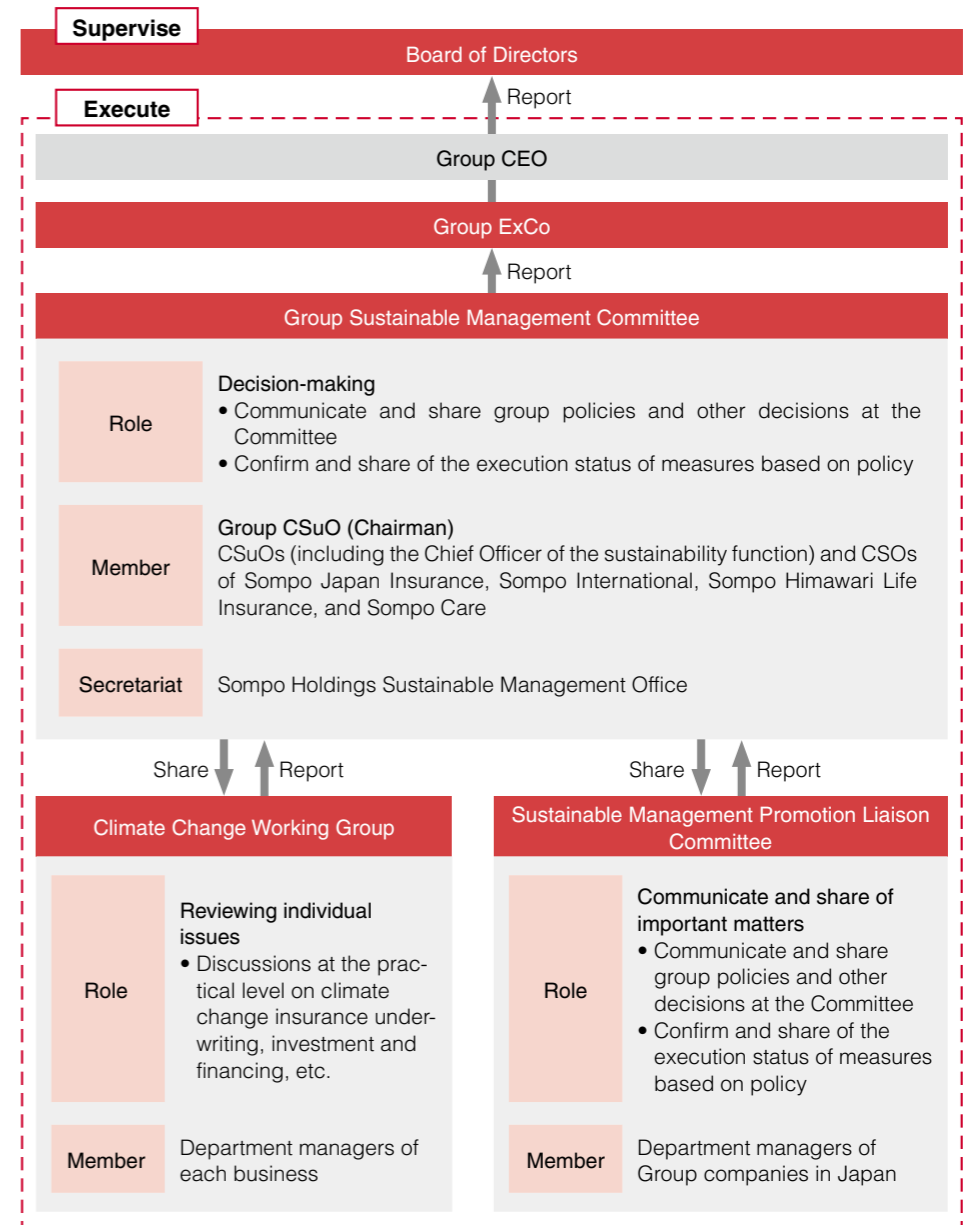 Supervise
Board of Directors
Report
Execute
Group CEO
Group ExCo
Report
Group Sustainable Management Committee
Role
Decision-making
• Communicate and share group policies and other decisions at the
Committee
• Confirm and share of the execution status of measures based on policy
Member
Group CSuO (Chairman)
CSuOs (including the Chief Officer of the sustainability function) and CSOs
of Sompo Japan Insurance, Sompo International, Sompo Himawari Life
Insurance, and Sompo Care
Secretariat
Sompo Holdings Sustainable Management Office
Share
Report
Share
Report
Climate Change Working Group
Role
Reviewing individual
issues
• Discussions at the prac-
tical level on climate
change insurance under-
writing, investment and
financing, etc.
Member
Department managers of
each business
Sustainable Management Promotion Liaison
Committee
Role
Communicate and share of
important matters
• Communicate and share
group policies and other
decisions at the Committee
• Confirm and share of the
execution status of measures
based on policy
Member
Department managers of
Group companies in Japan